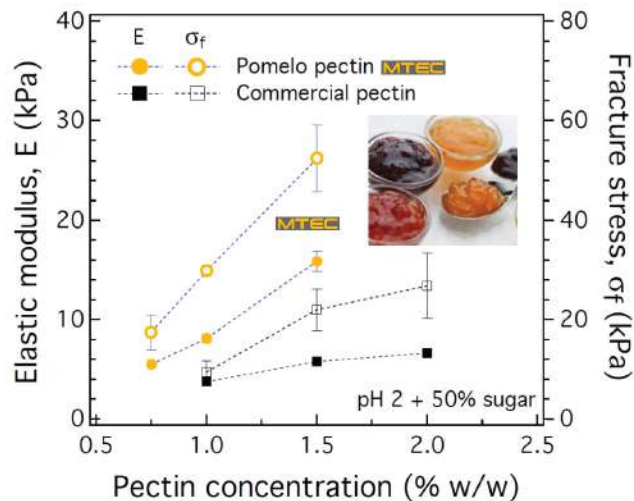 E σf
Pomelo pectin MTEC
Commercial pectin
MTEC
pH 2 + 50% sugar
Elastic modulus, E (kPa)
40
30
20
10
0
Fracture stress, σf (kPa)
80
60
40
20
0
0.5 1.0 1.5 2.0 2.5
Pectin concentration (% w/w)